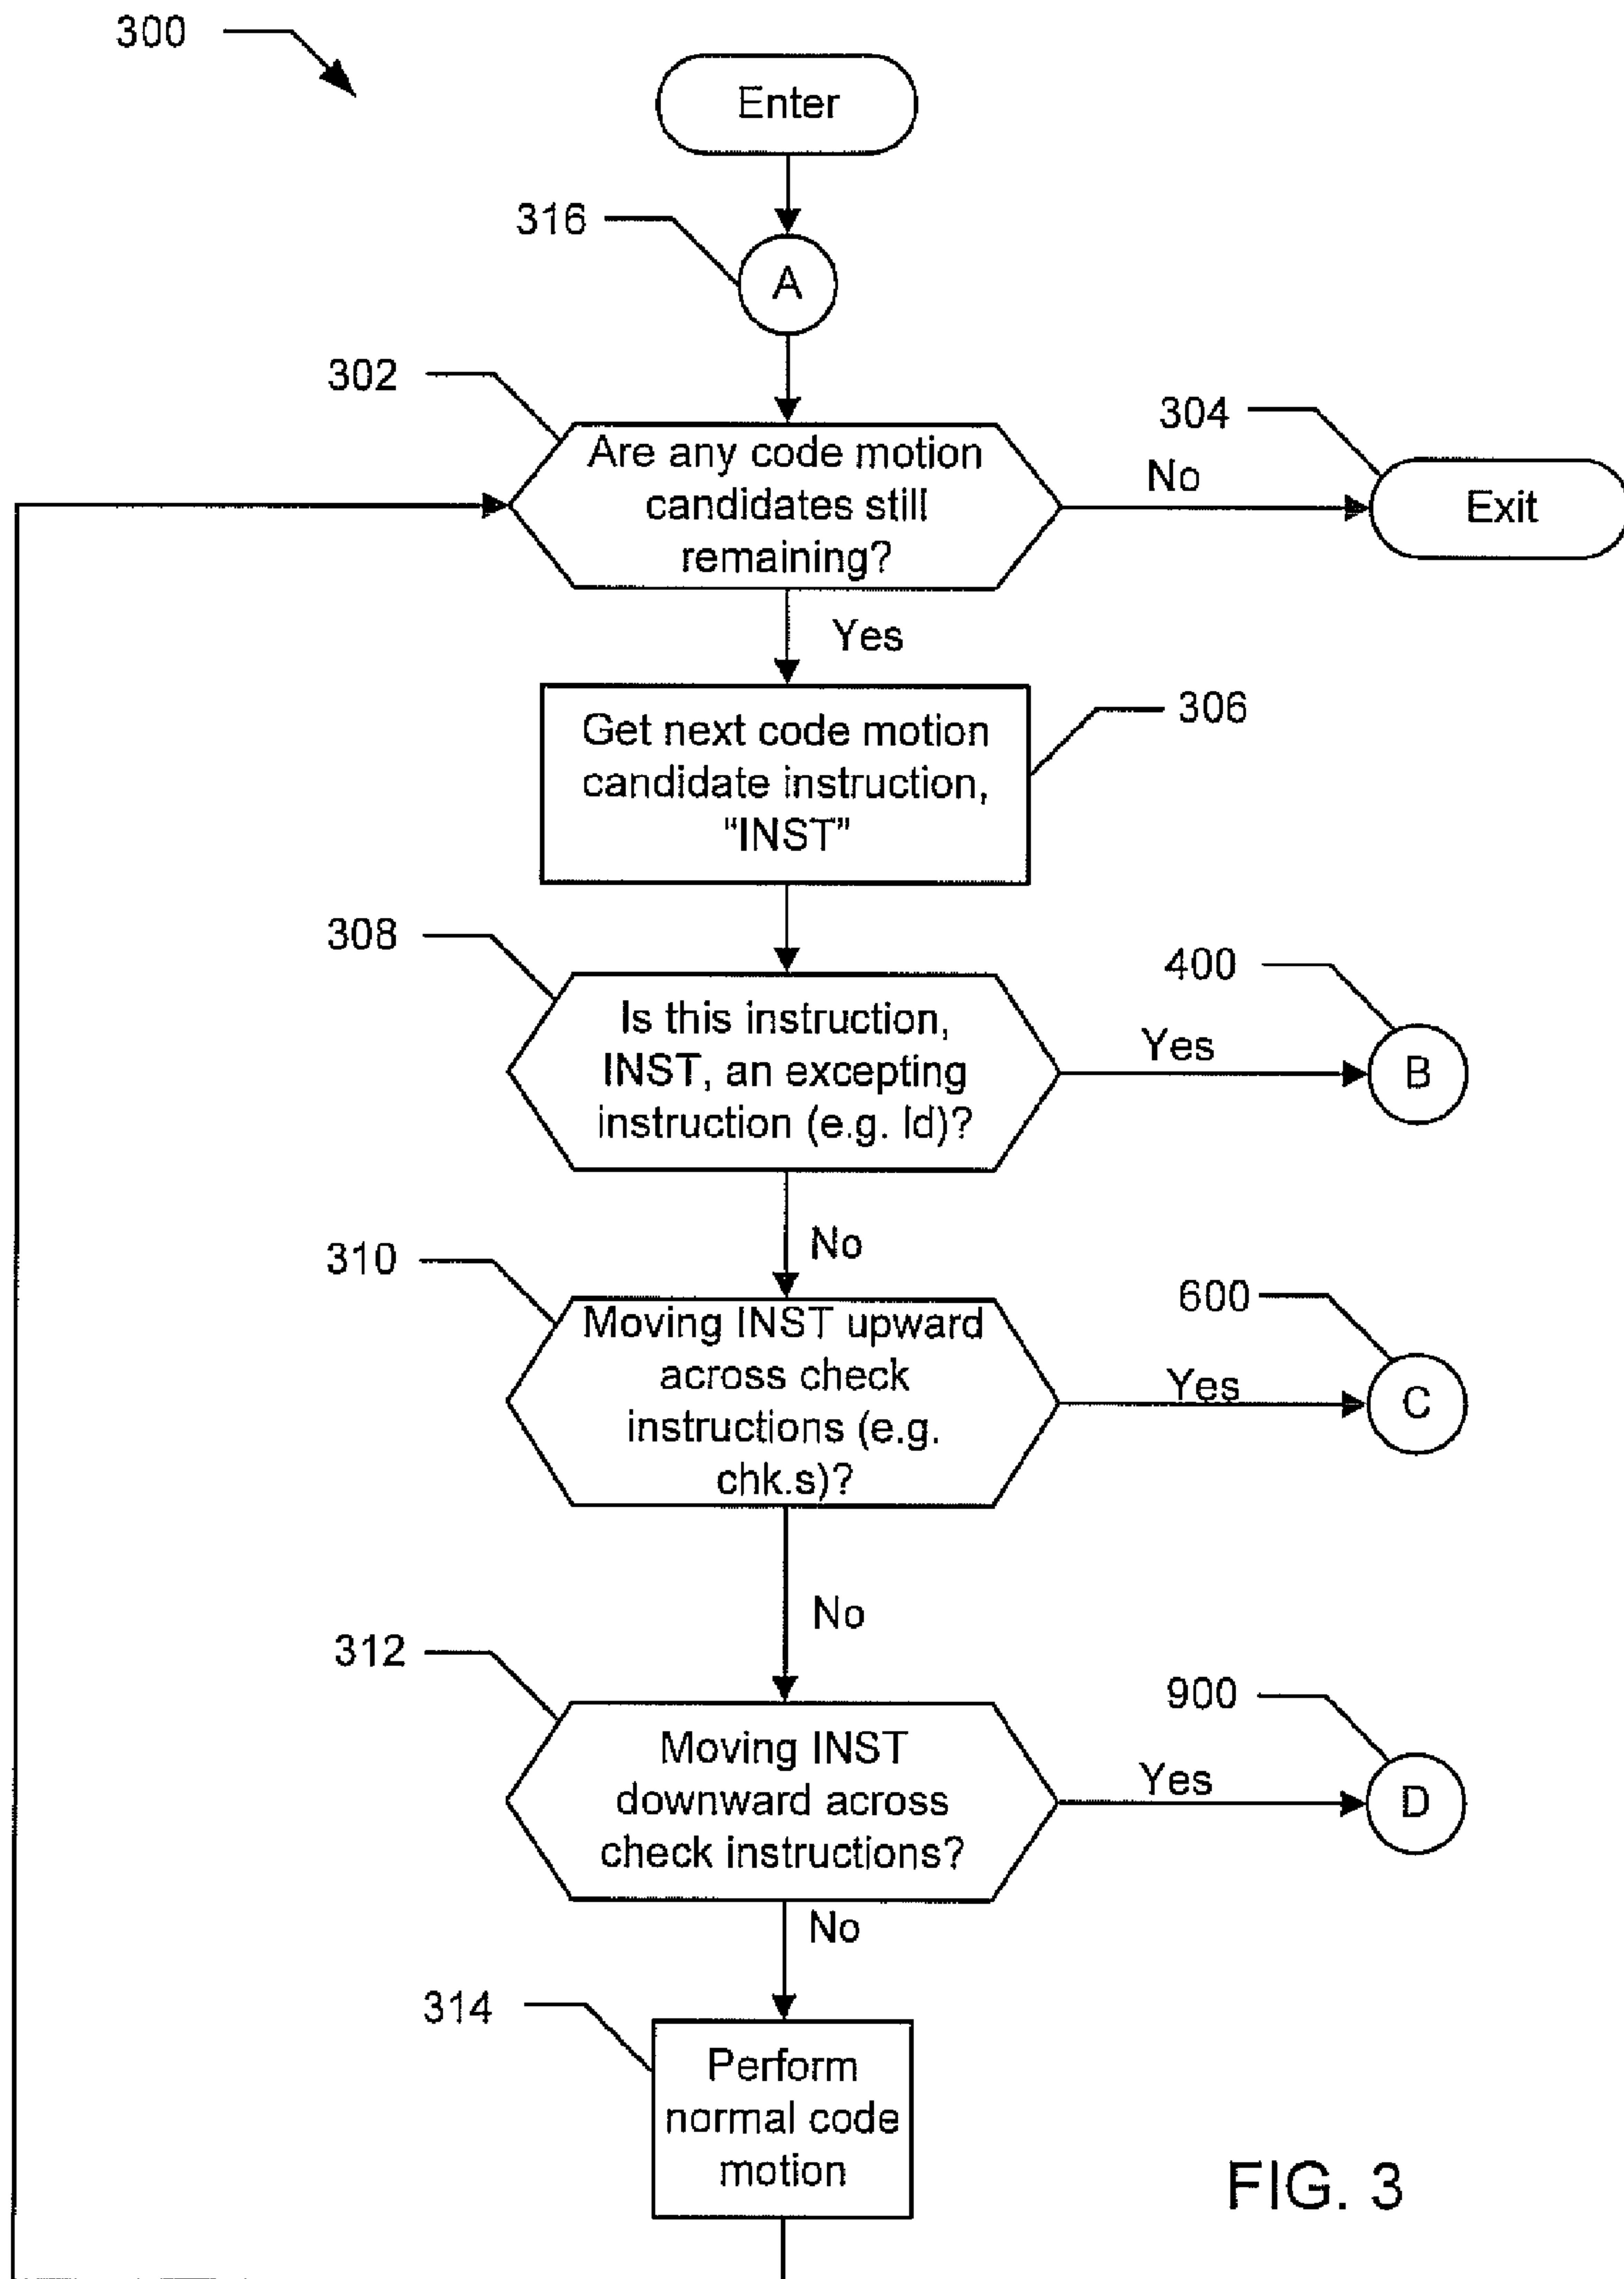 300
Enter
316
A
302
Are any code motion
candidates still
remaining?
304
No
Exit
Yes
Get next code motion
candidate instruction,
"INST"
306
308
Is this instruction,
INST, an excepting
instruction (e.g. ld)?
400
Yes
B
No
310
Moving INST upward
across check
instructions (e.g.
chk.s)?
600
Yes
C
No
312
Moving INST
downward across
check instructions?
900
Yes
D
No
314
Perform
normal code
motion
FIG. 3